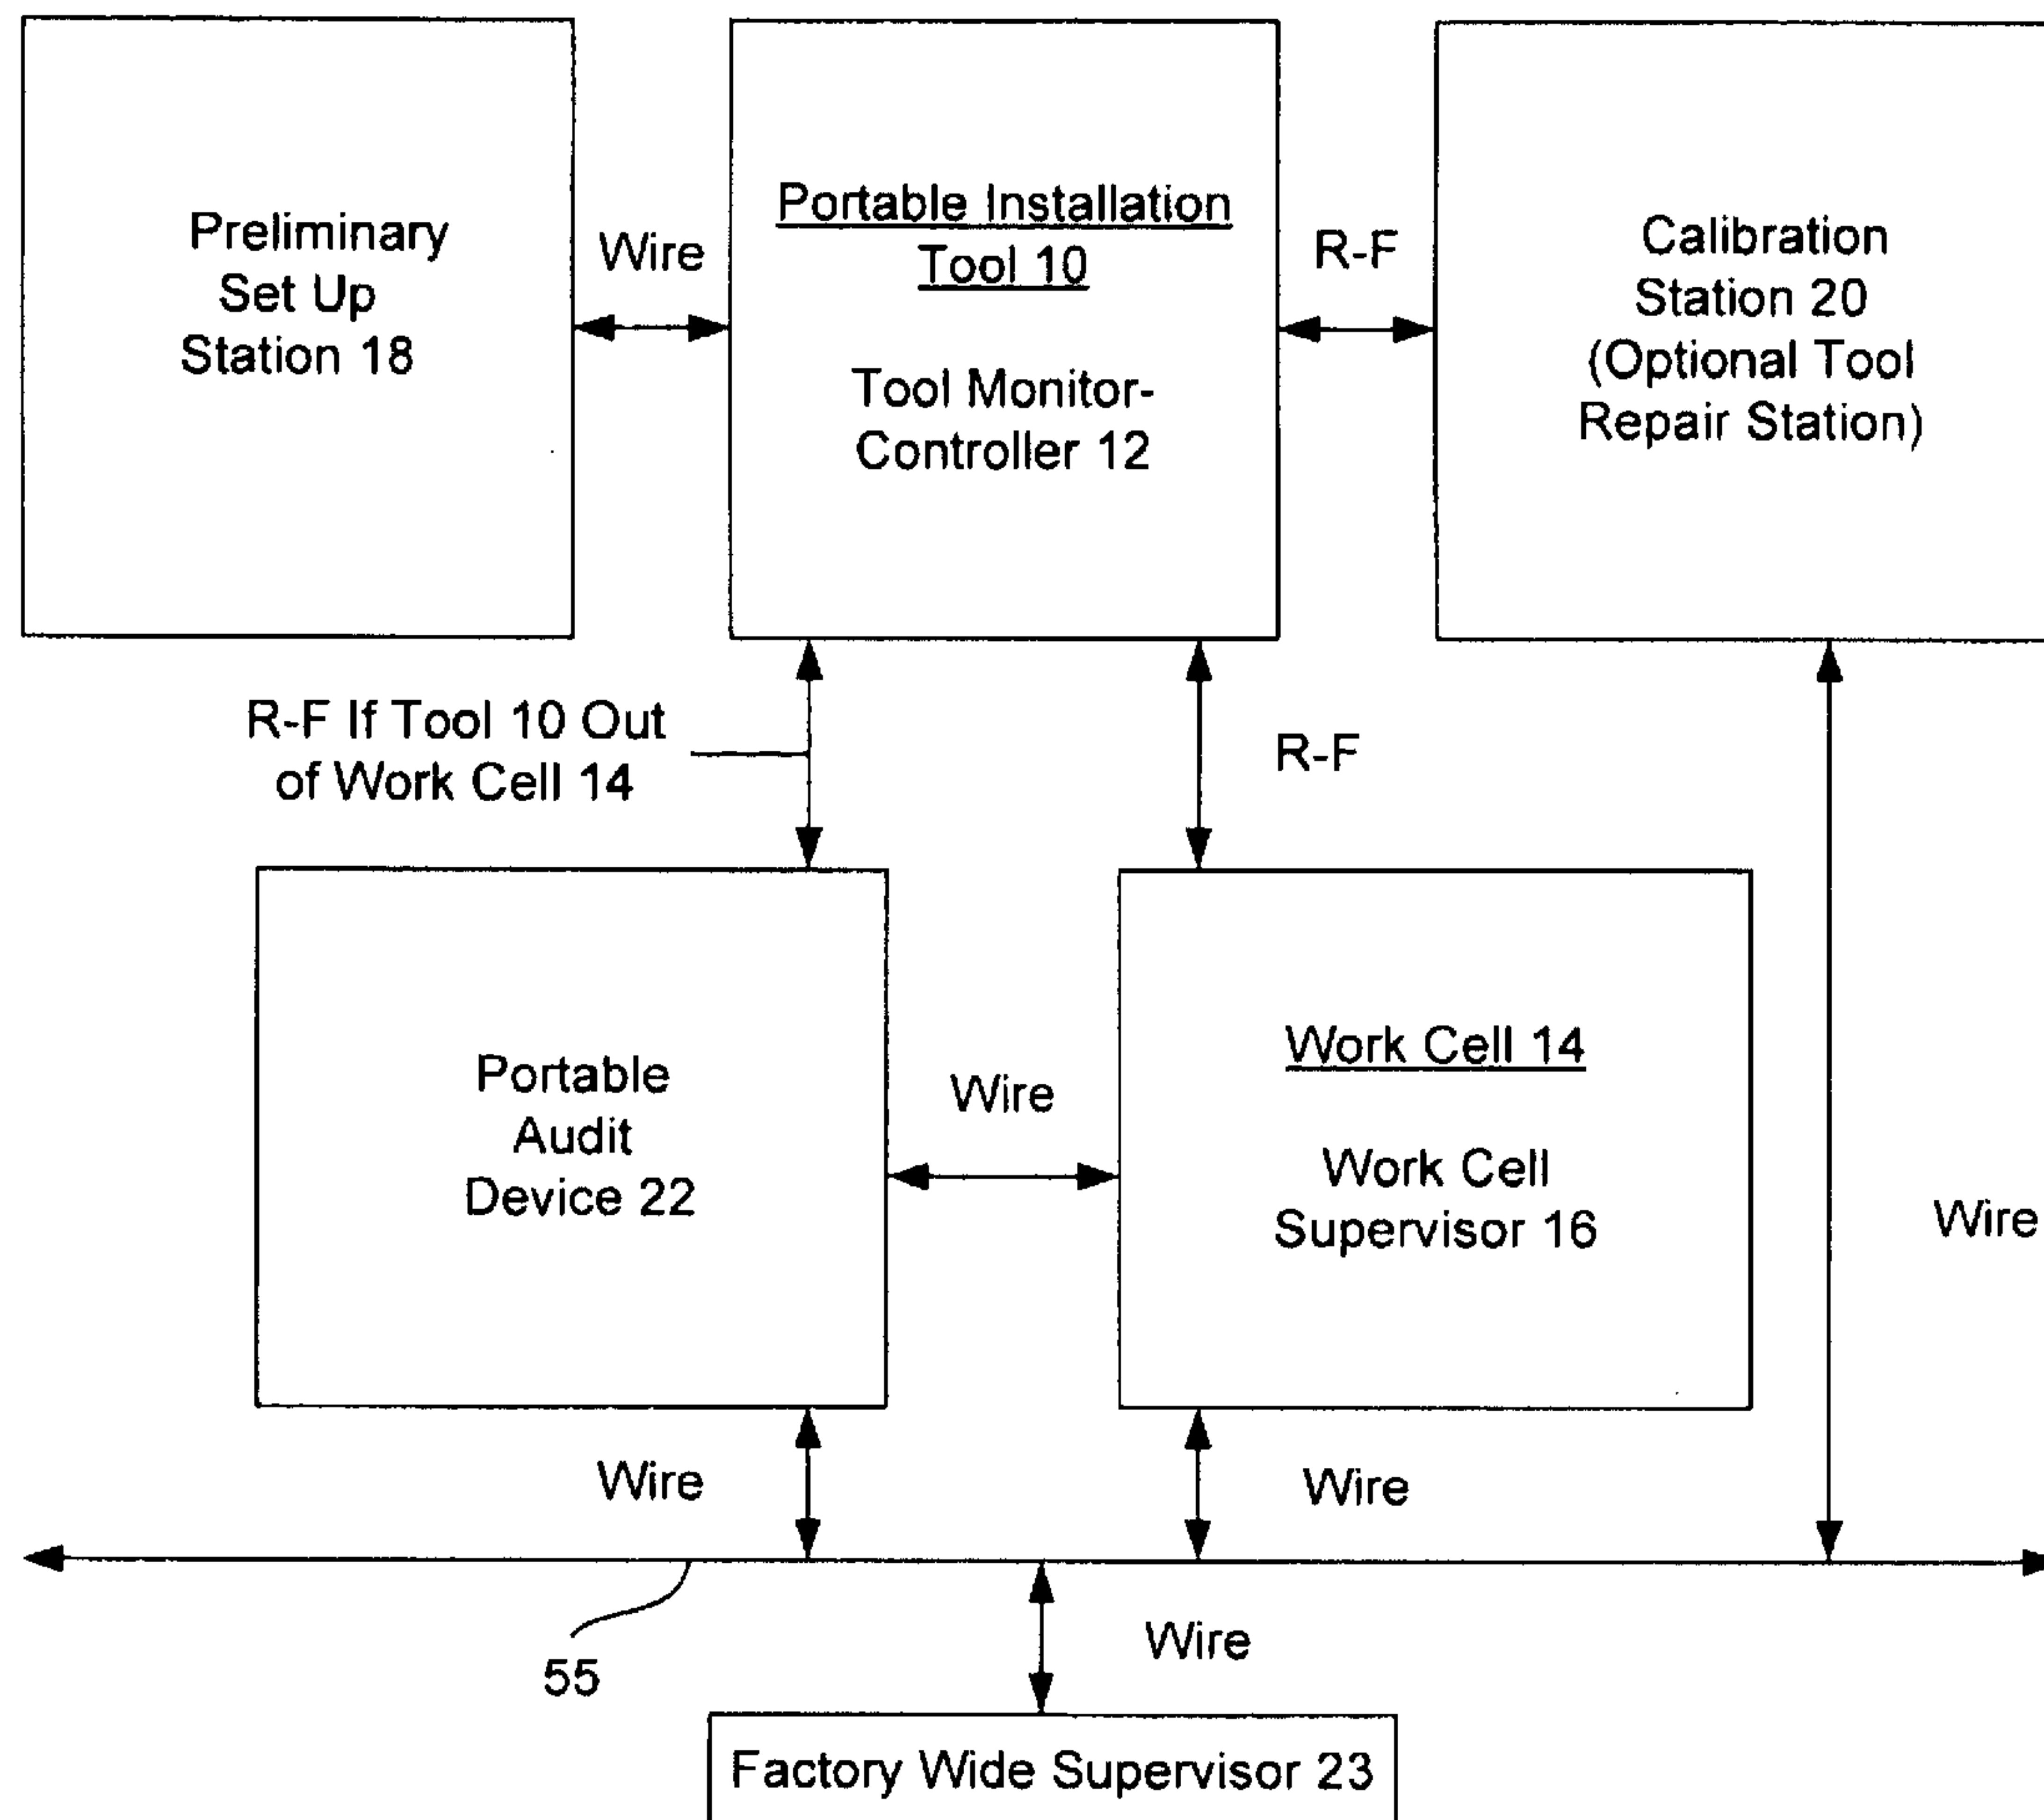 Preliminary
Set Up
Station 18
Wire
Portable Installation
Tool 10
Tool Monitor-
Controller 12
R-F
Calibration
Station 20
(Optional Tool
Repair Station)
R-F If Tool 10 Out
of Work Cell 14
R-F
Portable
Audit
Device 22
Wire
Work Cell 14
Work Cell
Supervisor 16
Wire
Wire
Wire
55
Wire
Factory Wide Supervisor 23